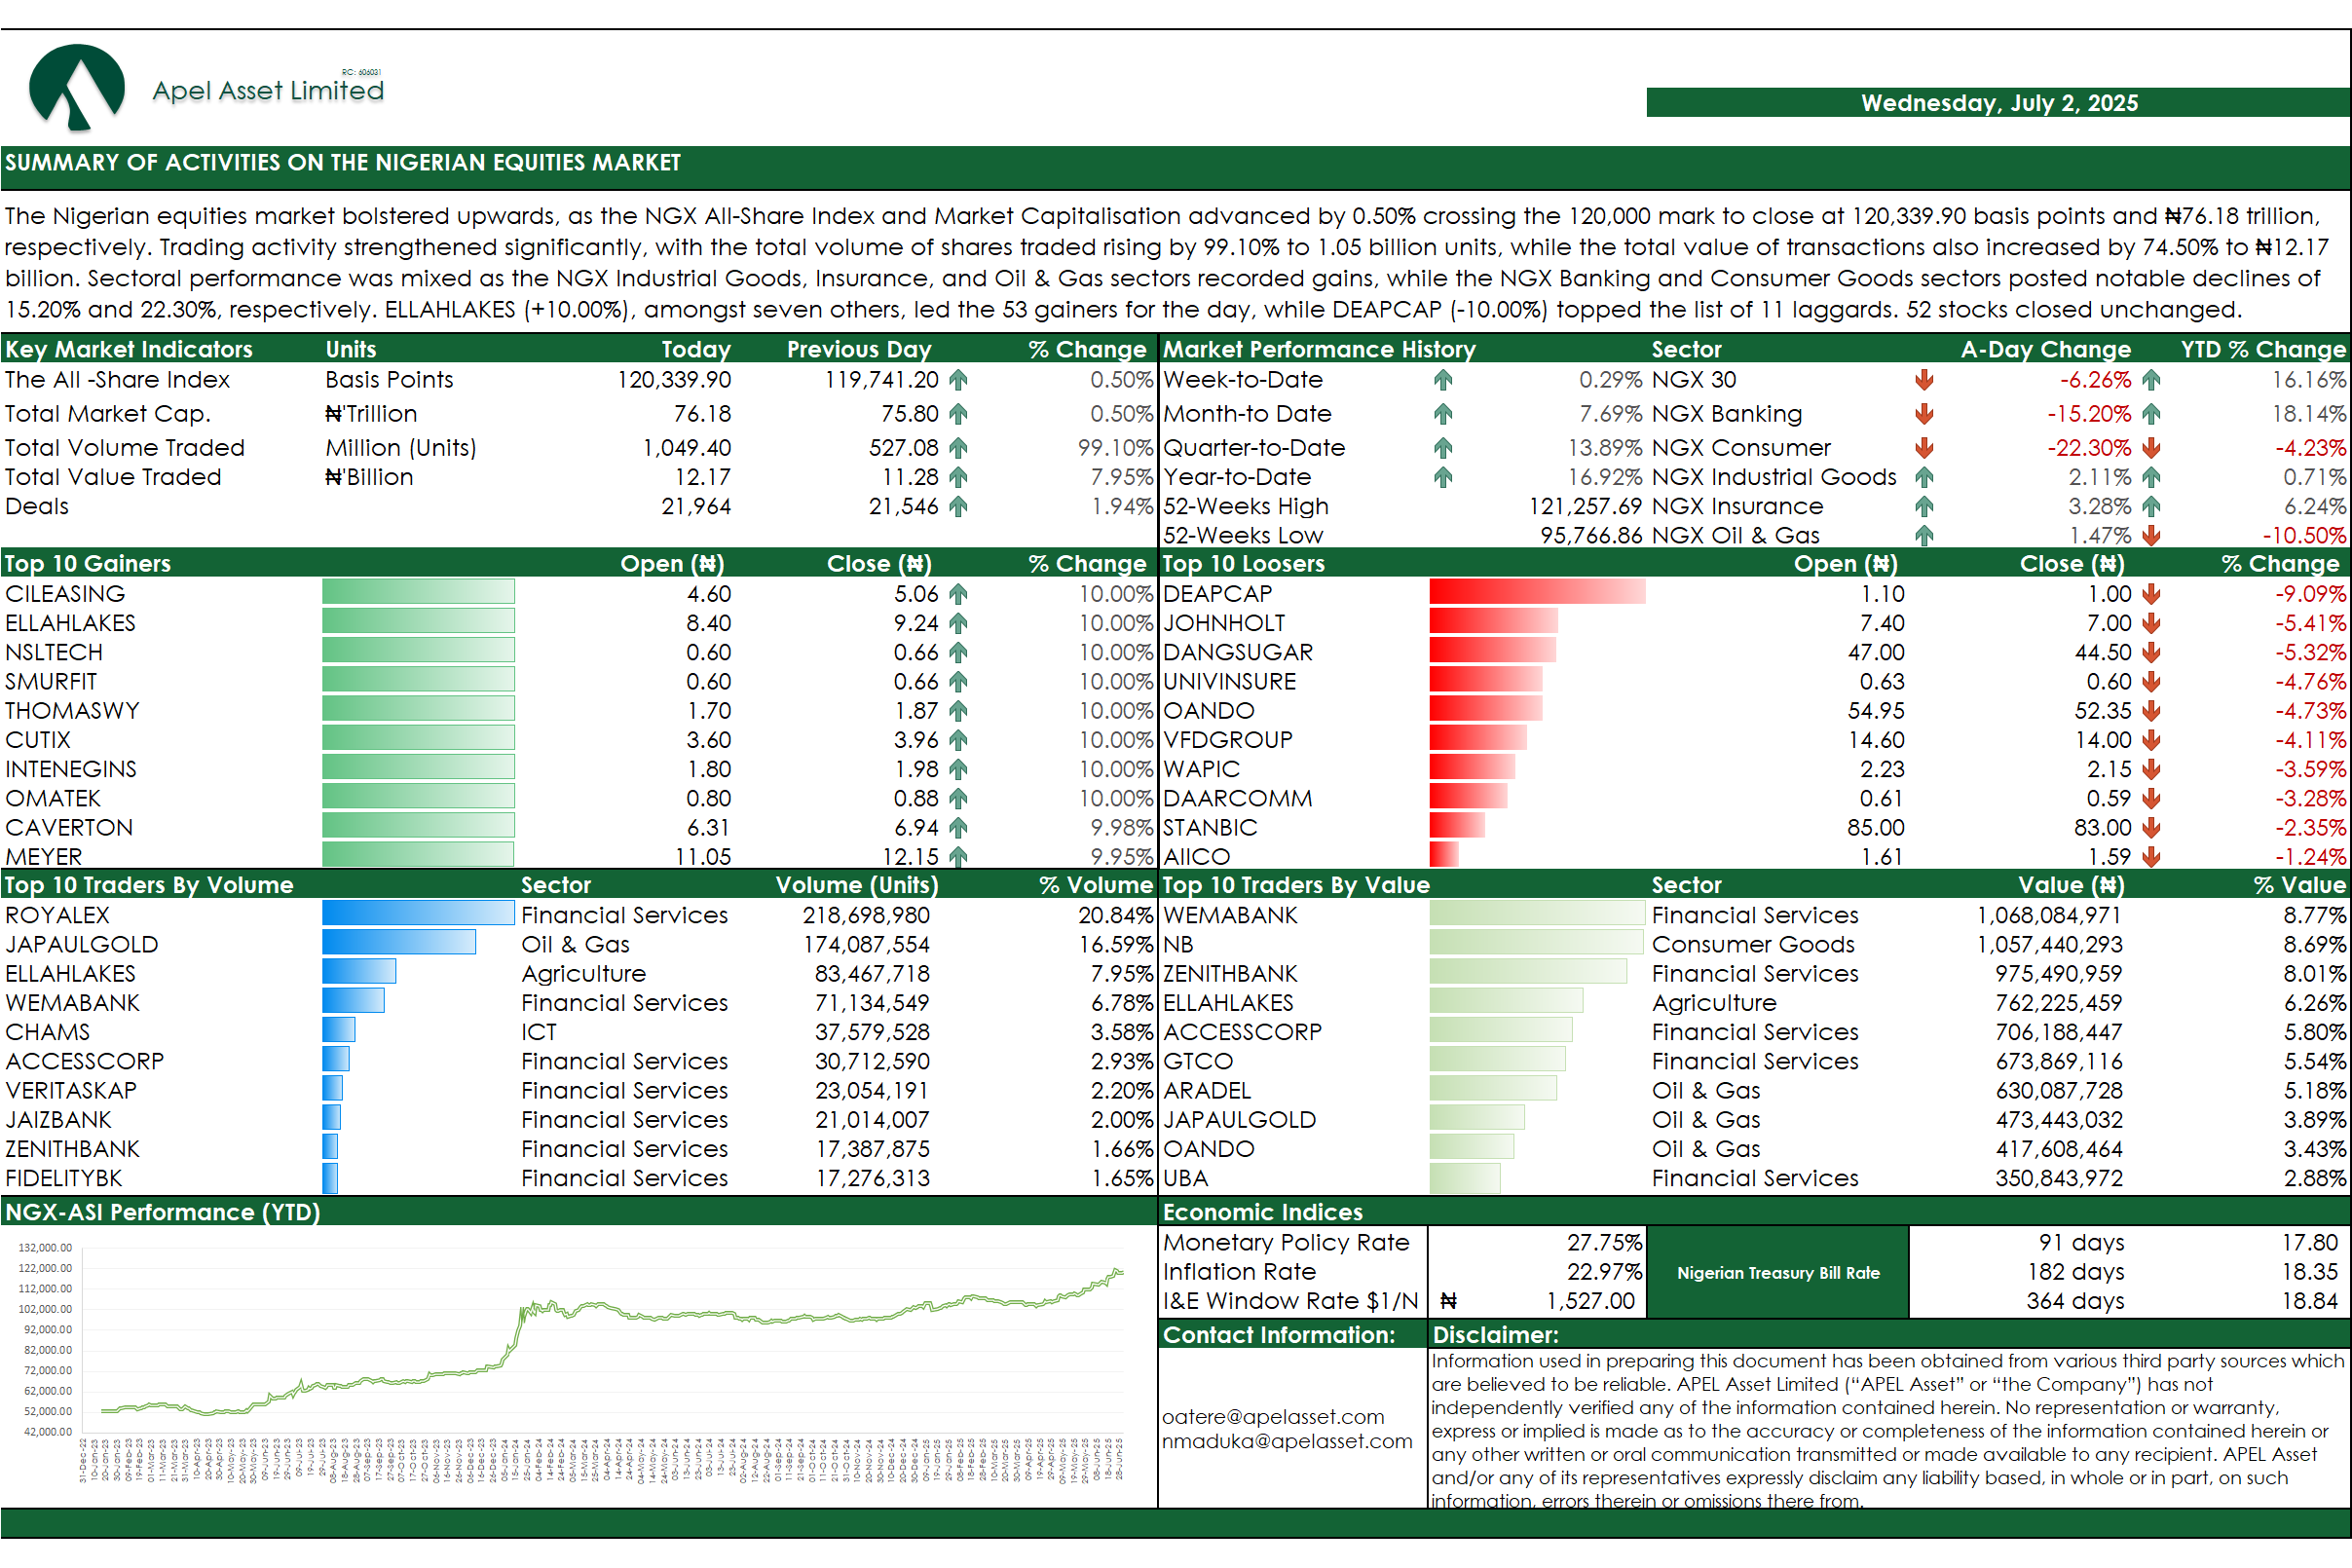 RC: 606031
Apel Asset Limited
Wednesday, July 2, 2025
SUMMARY OF ACTIVITIES ON THE NIGERIAN EQUITIES MARKET
The Nigerian equities market bolstered upwards, as the NGX All-Share Index and Market Capitalisation advanced by 0.50% crossing the 120,000 mark to close at 120,339.90 basis points and ₦76.18 trillion,
respectively. Trading activity strengthened significantly, with the total volume of shares traded rising by 99.10% to 1.05 billion units, while the total value of transactions also increased by 74.50% to ₦12.17
billion. Sectoral performance was mixed as the NGX Industrial Goods, Insurance, and Oil & Gas sectors recorded gains, while the NGX Banking and Consumer Goods sectors posted notable declines of
15.20% and 22.30%, respectively. ELLAHLAKES (+10.00%), amongst seven others, led the 53 gainers for the day, while DEAPCAP (-10.00%) topped the list of 11 laggards. 52 stocks closed unchanged.
Key Market Indicators Units Today Previous Day % Change
The All -Share Index Basis Points 120,339.90 119,741.20 0.50%
Total Market Cap. ₦'Trillion 76.18 75.80 0.50%
Total Volume Traded Million (Units) 1,049.40 527.08 99.10%
Total Value Traded ₦'Billion 12.17 11.28 7.95%
Deals 21,964 21,546 1.94%
Market Performance History Sector A-Day Change YTD % Change
Week-to-Date 0.29% NGX 30 -6.26% 16.16%
Month-to Date 7.69% NGX Banking -15.20% 18.14%
Quarter-to-Date 13.89% NGX Consumer -22.30% -4.23%
Year-to-Date 16.92% NGX Industrial Goods 2.11% 0.71%
52-Weeks High 121,257.69 NGX Insurance 3.28% 6.24%
52-Weeks Low 95,766.86 NGX Oil & Gas 1.47% -10.50%
Top 10 Gainers Open (₦) Close (₦) % Change
CILEASING 4.60 5.06 10.00%
ELLAHLAKES 8.40 9.24 10.00%
NSLTECH 0.60 0.66 10.00%
SMURFIT 0.60 0.66 10.00%
THOMASWY 1.70 1.87 10.00%
CUTIX 3.60 3.96 10.00%
INTENEGINS 1.80 1.98 10.00%
OMATEK 0.80 0.88 10.00%
CAVERTON 6.31 6.94 9.98%
MEYER 11.05 12.15 9.95%
Top 10 Loosers Open (₦) Close (₦) % Change
DEAPCAP 1.10 1.00 -9.09%
JOHNHOLT 7.40 7.00 -5.41%
DANGSUGAR 47.00 44.50 -5.32%
UNIVINSURE 0.63 0.60 -4.76%
OANDO 54.95 52.35 -4.73%
VFDGROUP 14.60 14.00 -4.11%
WAPIC 2.23 2.15 -3.59%
DAARCOMM 0.61 0.59 -3.28%
STANBIC 85.00 83.00 -2.35%
AIICO 1.61 1.59 -1.24%
Top 10 Traders By Volume Sector Volume (Units) % Volume
ROYALEX Financial Services 218,698,980 20.84%
JAPAULGOLD Oil & Gas 174,087,554 16.59%
ELLAHLAKES Agriculture 83,467,718 7.95%
WEMABANK Financial Services 71,134,549 6.78%
CHAMS ICT 37,579,528 3.58%
ACCESSCORP Financial Services 30,712,590 2.93%
VERITASKAP Financial Services 23,054,191 2.20%
JAIZBANK Financial Services 21,014,007 2.00%
ZENITHBANK Financial Services 17,387,875 1.66%
FIDELITYBK Financial Services 17,276,313 1.65%
Top 10 Traders By Value Sector Value (₦) % Value
WEMABANK Financial Services 1,068,084,971 8.77%
NB Consumer Goods 1,057,440,293 8.69%
ZENITHBANK Financial Services 975,490,959 8.01%
ELLAHLAKES Agriculture 762,225,459 6.26%
ACCESSCORP Financial Services 706,188,447 5.80%
GTCO Financial Services 673,869,116 5.54%
ARADEL Oil & Gas 630,087,728 5.18%
JAPAULGOLD Oil & Gas 473,443,032 3.89%
OANDO Oil & Gas 417,608,464 3.43%
UBA Financial Services 350,843,972 2.88%
NGX-ASI Performance (YTD)
132,000.00
122,000.00
112,000.00
102,000.00
92,000.00
82,000.00
72,000.00
62,000.00
52,000.00
42,000.00
Economic Indices
Monetary Policy Rate 27.75%
Inflation Rate 22.97%
I&E Window Rate $1/N ₦ 1,527.00
Nigerian Treasury Bill Rate
91 days 17.80
182 days 18.35
364 days 18.84
Contact Information:
oatere@apelasset.com
nmaduka@apelasset.com
Disclaimer:
Information used in preparing this document has been obtained from various third party sources which
are believed to be reliable. APEL Asset Limited (“APEL Asset” or “the Company”) has not
independently verified any of the information contained herein. No representation or warranty,
express or implied is made as to the accuracy or completeness of the information contained herein or
any other written or oral communication transmitted or made available to any recipient. APEL Asset
and/or any of its representatives expressly disclaim any liability based, in whole or in part, on such
information, errors therein or omissions there from.